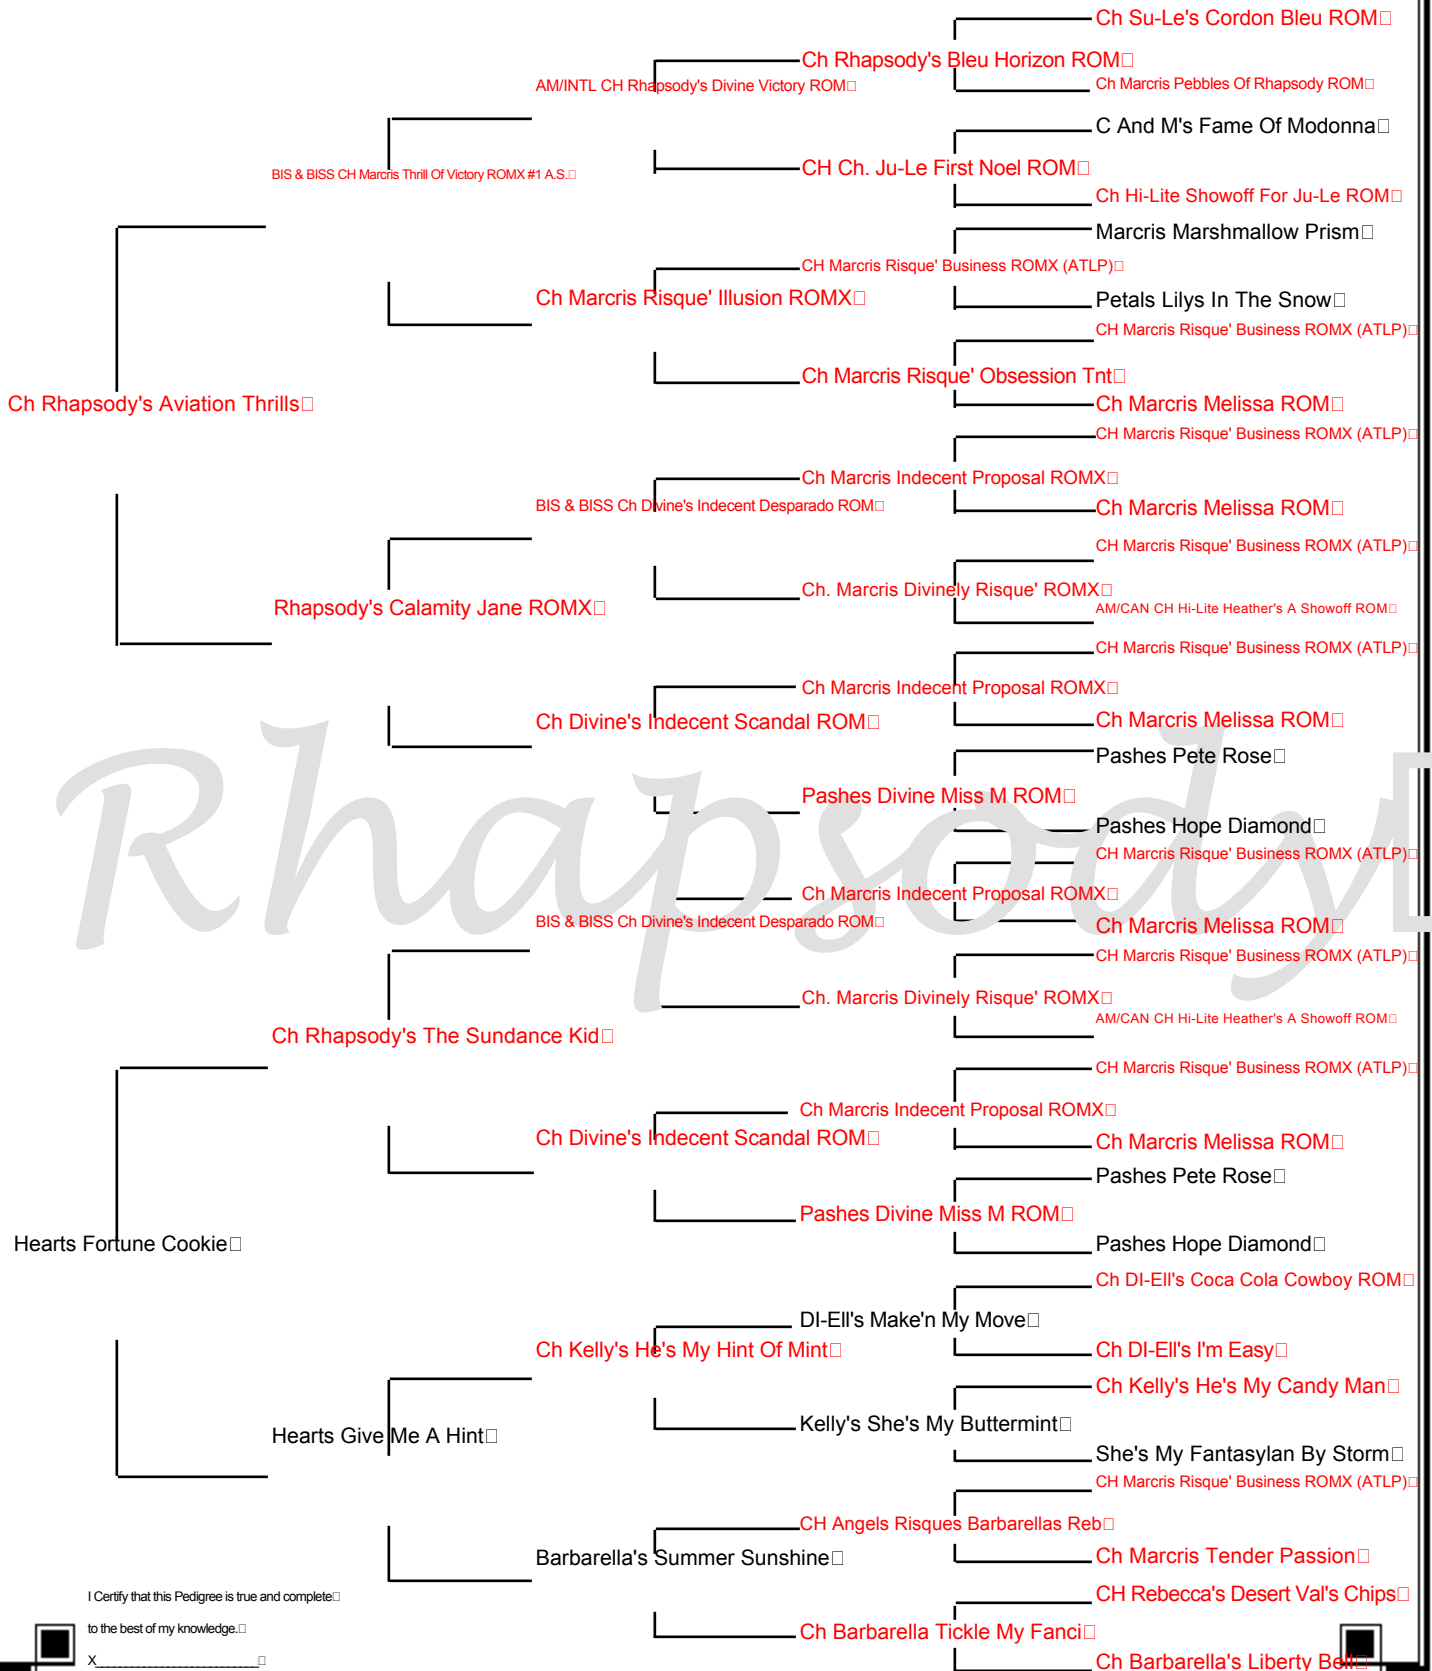 Ch Su-Le's Cordon Bleu ROM
Ch Rhapsody's Bleu Horizon ROM
AM/INTL CH Rhapsody's Divine Victory ROM
Ch Marcris Pebbles Of Rhapsody ROM
C And M's Fame Of Modonna
BIS & BISS CH Marcris Thrill Of Victory ROMX #1 A.S.
CH Ch. Ju-Le First Noel ROM
Ch Hi-Lite Showoff For Ju-Le ROM
Marcris Marshmallow Prism
CH Marcris Risque' Business ROMX (ATLP)
Ch Marcris Risque' Illusion ROMX
Petals Lilys In The Snow
CH Marcris Risque' Business ROMX (ATLP)
Ch Marcris Risque' Obsession Tnt
Ch Rhapsody's Aviation Thrills
Ch Marcris Melissa ROM
CH Marcris Risque' Business ROMX (ATLP)
Ch Marcris Indecent Proposal ROMX
BIS & BISS Ch Divine's Indecent Desparado ROM
Ch Marcris Melissa ROM
CH Marcris Risque' Business ROMX (ATLP)
Ch. Marcris Divinely Risque' ROMX
Rhapsody's Calamity Jane ROMX
AM/CAN CH Hi-Lite Heather's A Showoff ROM
CH Marcris Risque' Business ROMX (ATLP)
Ch Marcris Indecent Proposal ROMX
Ch Divine's Indecent Scandal ROM
Ch Marcris Melissa ROM
Pashes Pete Rose
Pashes Divine Miss M ROM
Pashes Hope Diamond
Rhapsody
CH Marcris Risque' Business ROMX (ATLP)
Ch Marcris Indecent Proposal ROMX
BIS & BISS Ch Divine's Indecent Desparado ROM
Ch Marcris Melissa ROM
CH Marcris Risque' Business ROMX (ATLP)
Ch. Marcris Divinely Risque' ROMX
AM/CAN CH Hi-Lite Heather's A Showoff ROM
Ch Rhapsody's The Sundance Kid
CH Marcris Risque' Business ROMX (ATLP)
Ch Marcris Indecent Proposal ROMX
Ch Divine's Indecent Scandal ROM
Ch Marcris Melissa ROM
Pashes Pete Rose
Pashes Divine Miss M ROM
Hearts Fortune Cookie
Pashes Hope Diamond
Ch DI-Ell's Coca Cola Cowboy ROM
DI-Ell's Make'n My Move
Ch Kelly's He's My Hint Of Mint
Ch DI-Ell's I'm Easy
Ch Kelly's He's My Candy Man
Kelly's She's My Buttermint
Hearts Give Me A Hint
She's My Fantasylan By Storm
CH Marcris Risque' Business ROMX (ATLP)
CH Angels Risques Barbarellas Reb
Barbarella's Summer Sunshine
Ch Marcris Tender Passion
I Certify that this Pedigree is true and complete
CH Rebecca's Desert Val's Chips
to the best of my knowledge.
Ch Barbarella Tickle My Fanci
X__________________________
Ch Barbarella's Liberty Bell